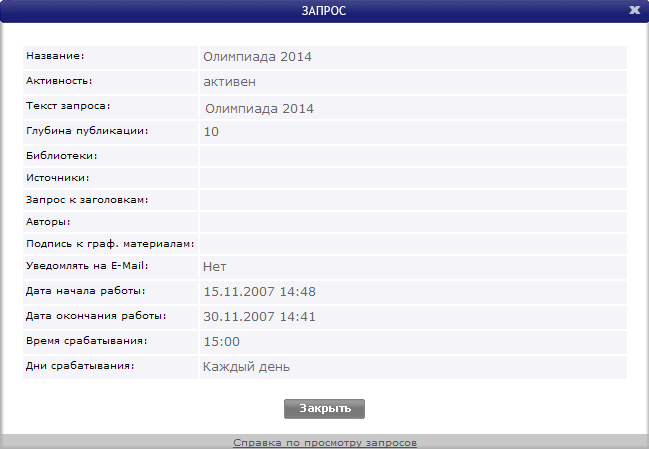 ЗАПРОС
Название: Олимпиада 2014
Активность: активен
Текст запроса: Олимпиада 2014
Глубина публикации: 10
Библиотеки:
Источники:
Запрос к заголовкам:
Авторы:
Подпись к граф. материалам:
Уведомлять на E-Mail: Нет
Дата начала работы: 15.11.2007 14:48
Дата окончания работы: 30.11.2007 14:41
Время срабатывания: 15:00
Дни срабатывания: Каждый день
Закрыть
Справка по просмотру запросов